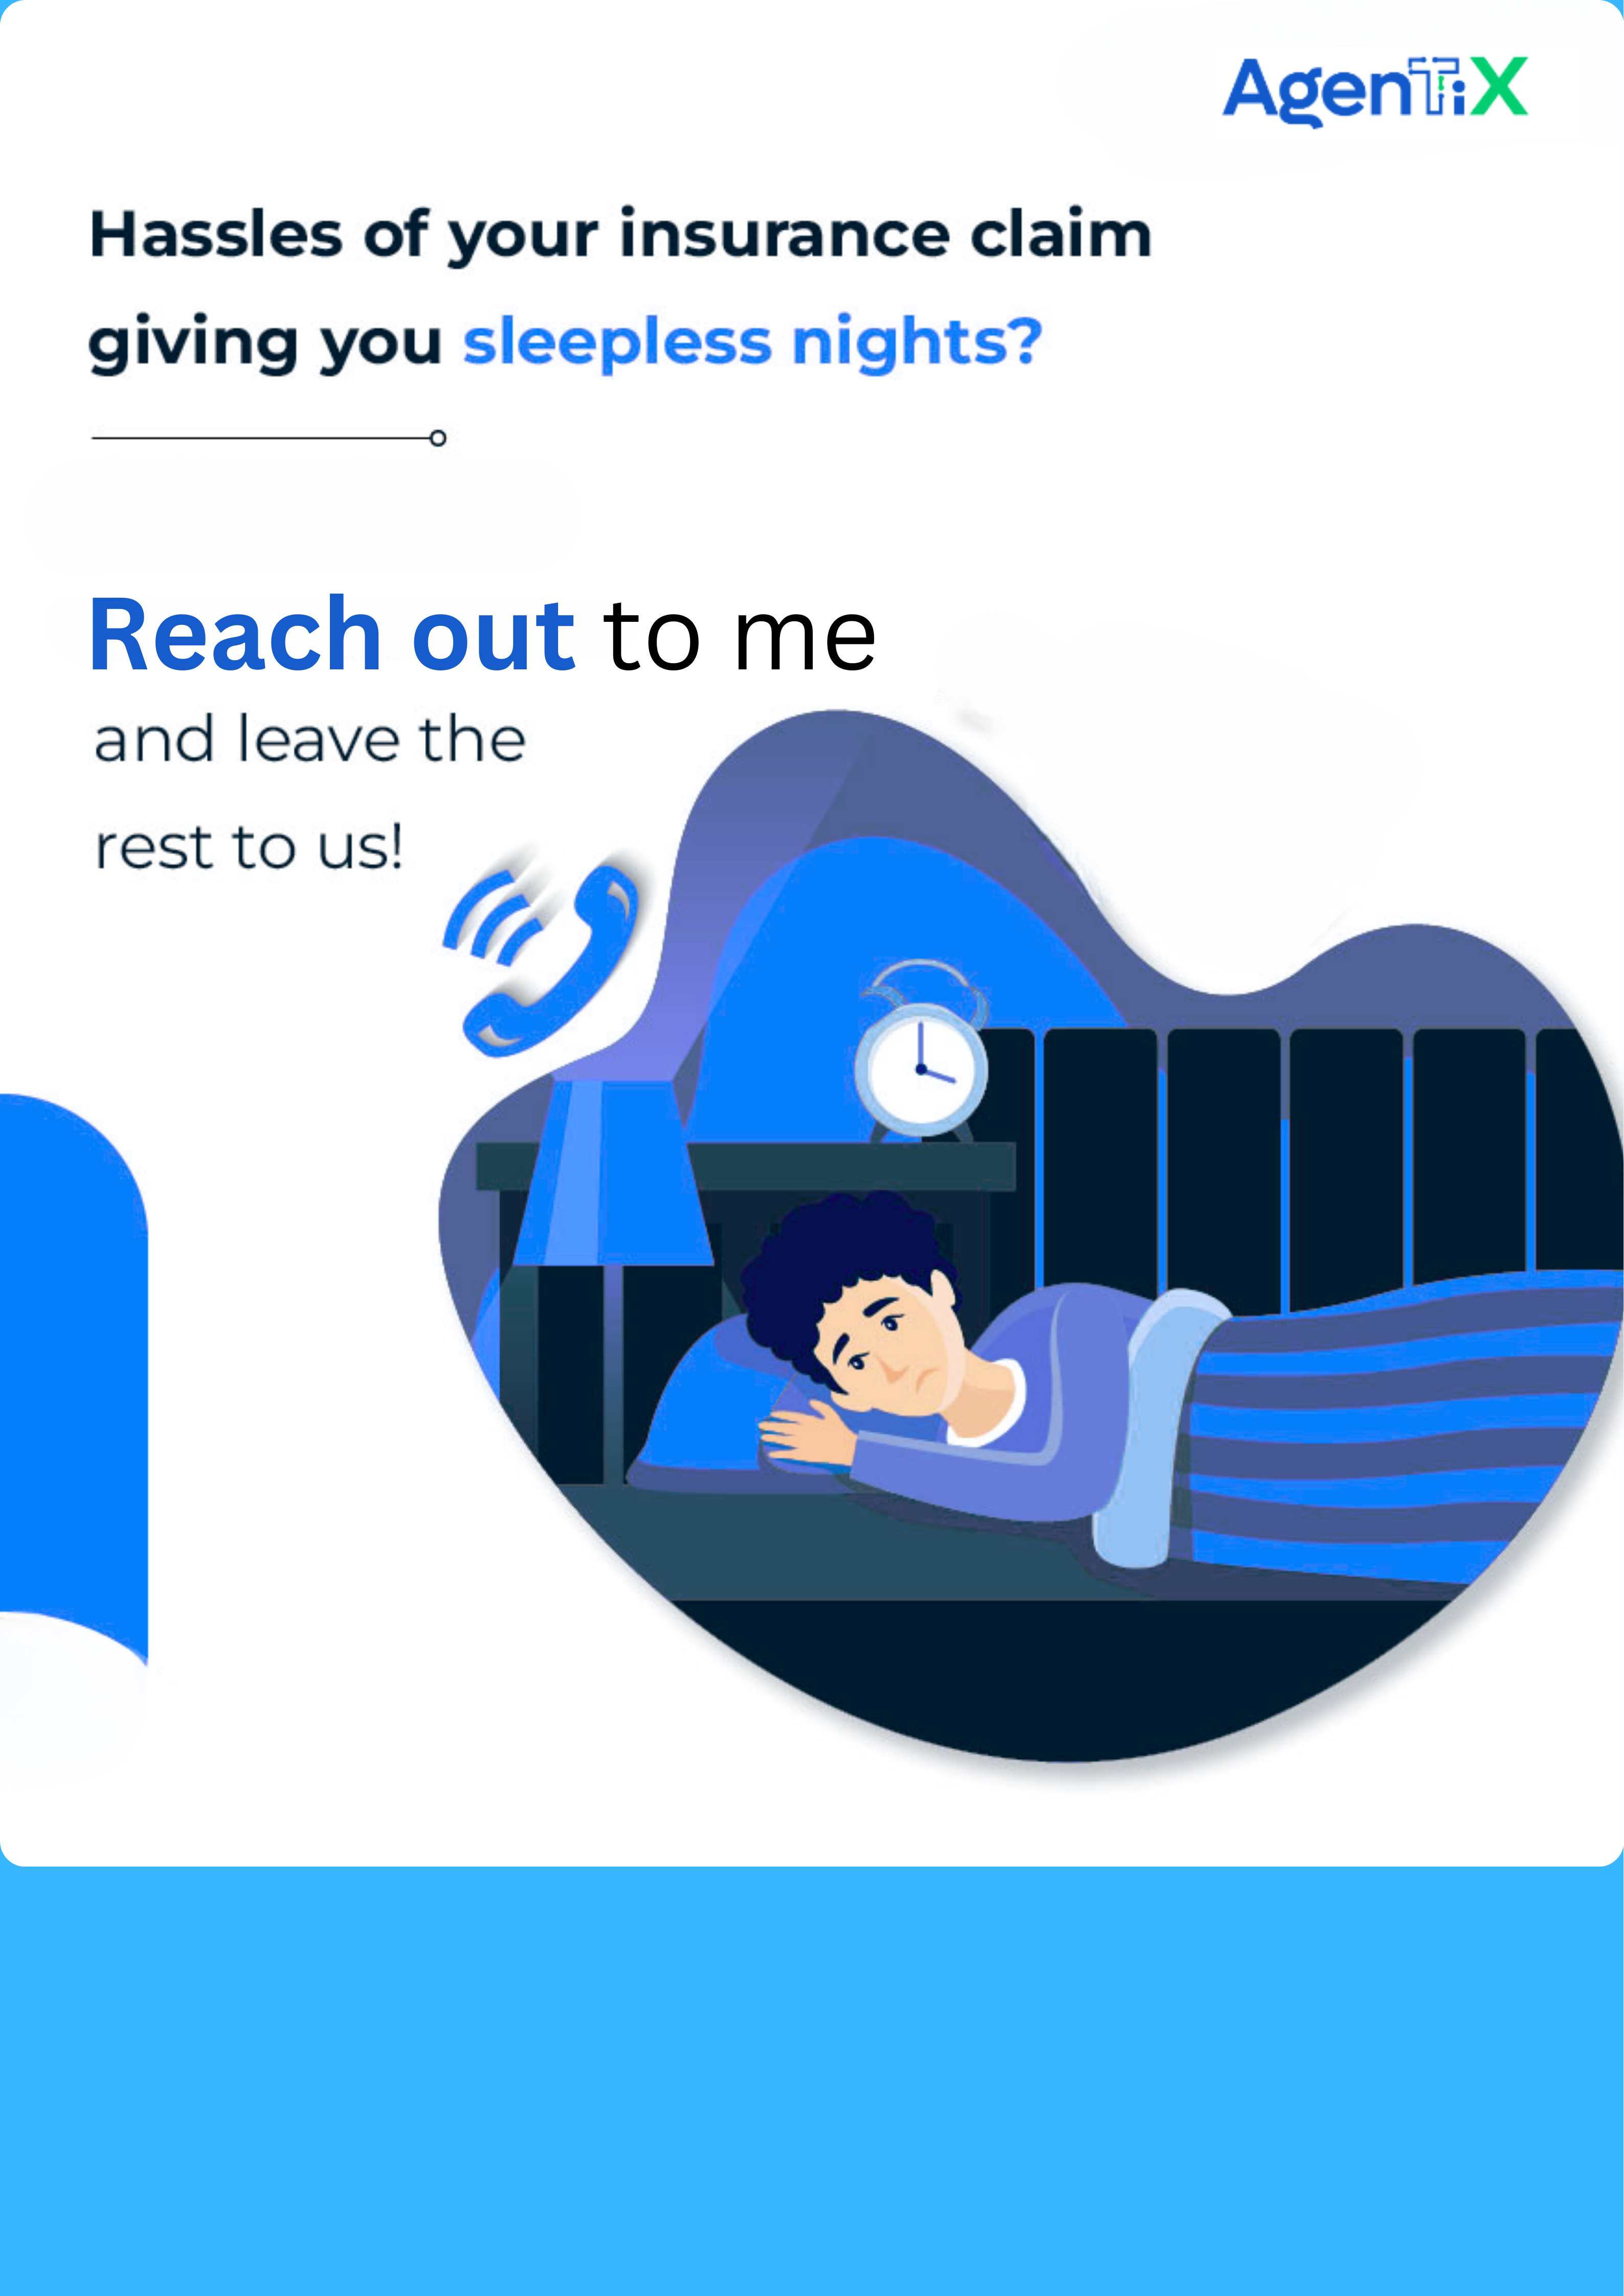 AgenTiX
Hassles of your insurance claim
giving you sleepless nights?
Reach out to me
and leave the
rest to us!